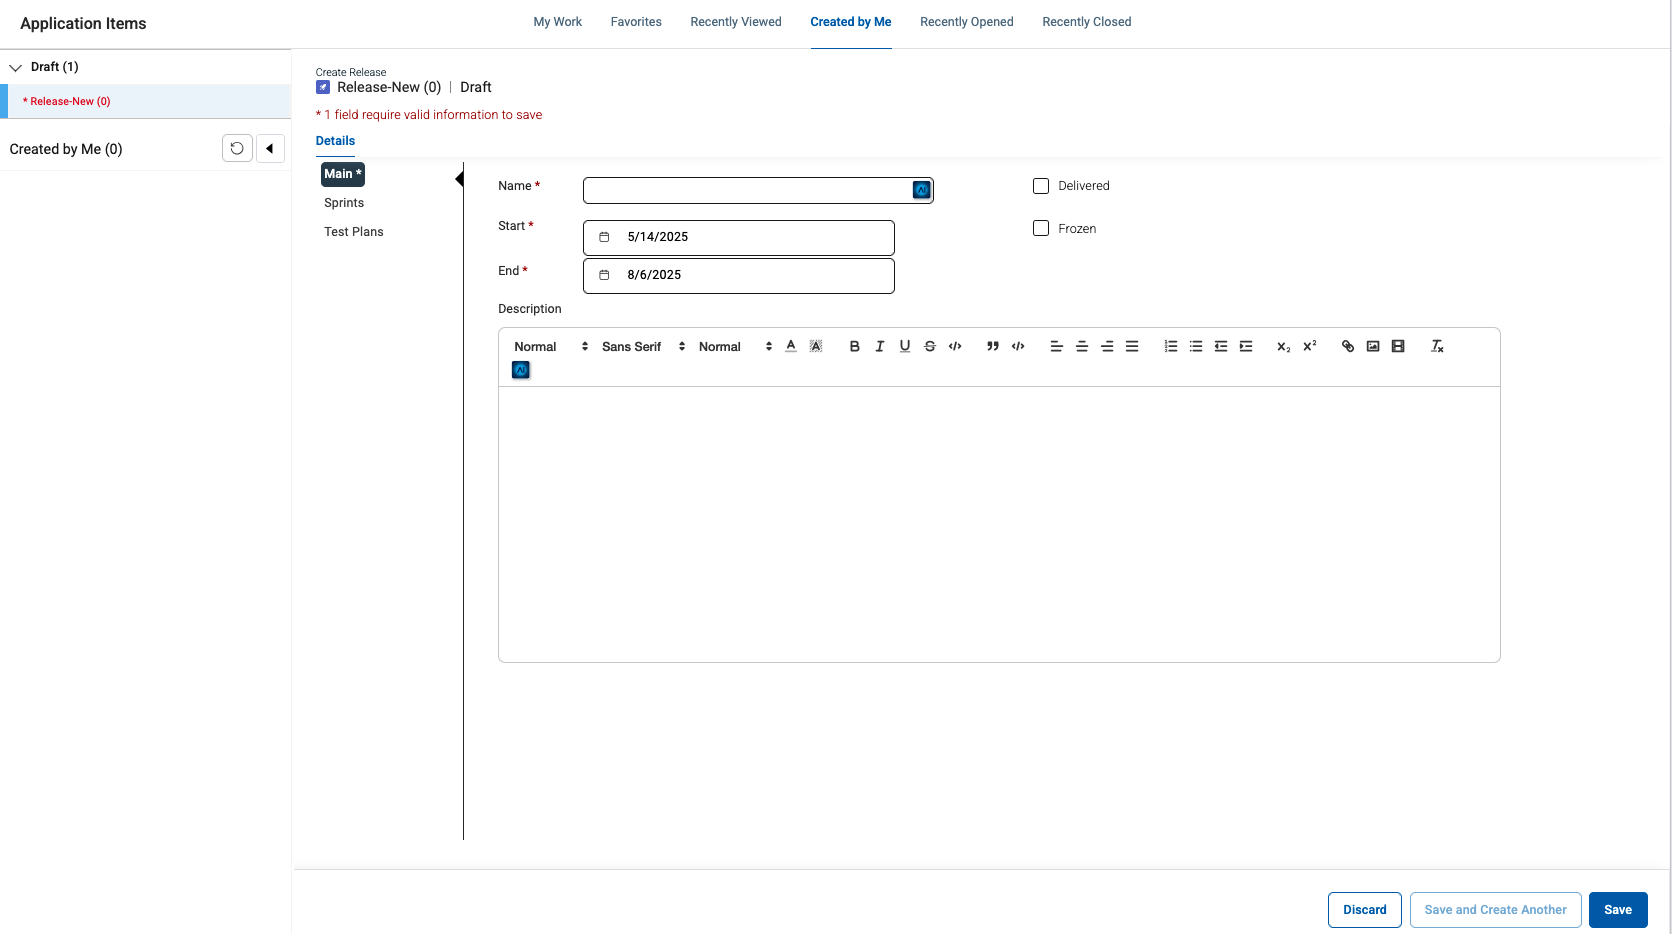 Application Items
My Work Favorites Recently Viewed Created by Me Recently Opened Recently Closed
Draft (1)
* Release-New (0)
Created by Me (0)
Create Release
Release-New (0) | Draft
* 1 field require valid information to save
Details
Main *
Sprints
Test Plans
Name *
Delivered
Start *
5/14/2025
Frozen
End *
8/6/2025
Description
Normal Sans Serif Normal
Discard Save and Create Another Save